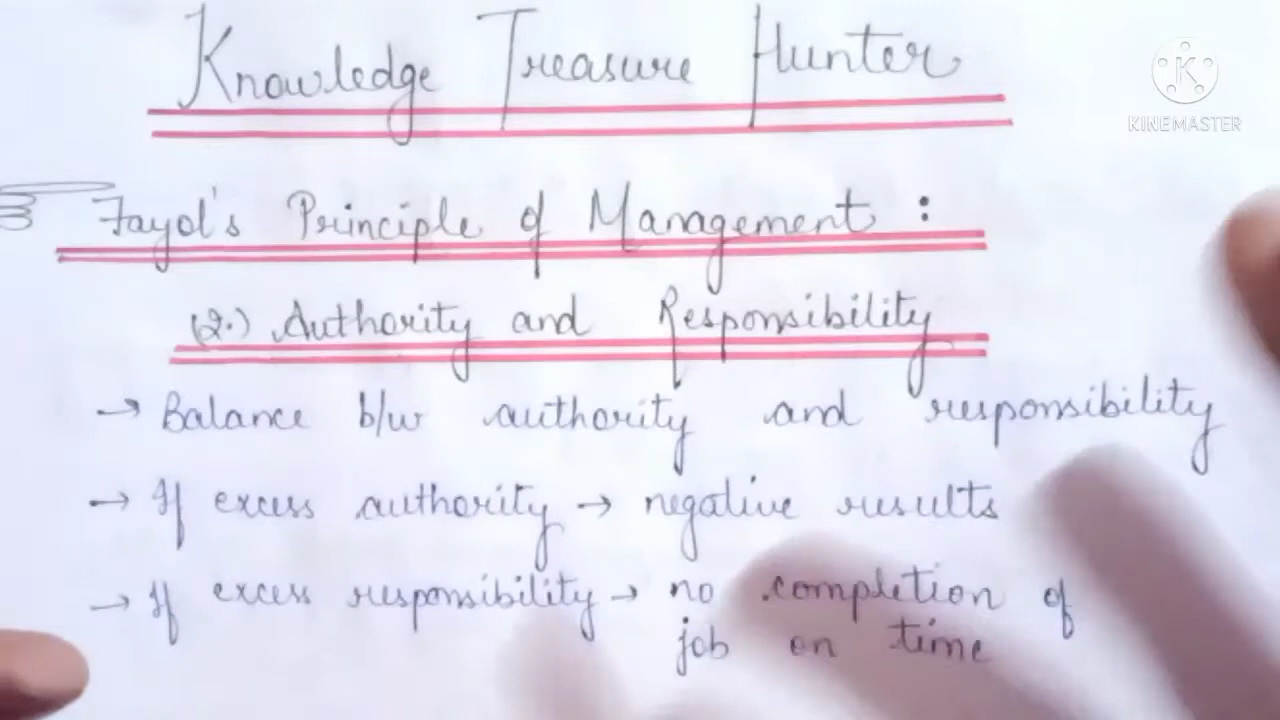 Knowledge Treasure Hunter
KINEMASTER
Fayol's Principle of Management :
(2.) Authority and Responsibility
→ Balance b/w authority and responsibility
→ If excess authority → negative results
→ If excess responsibility → no completion of
job on time